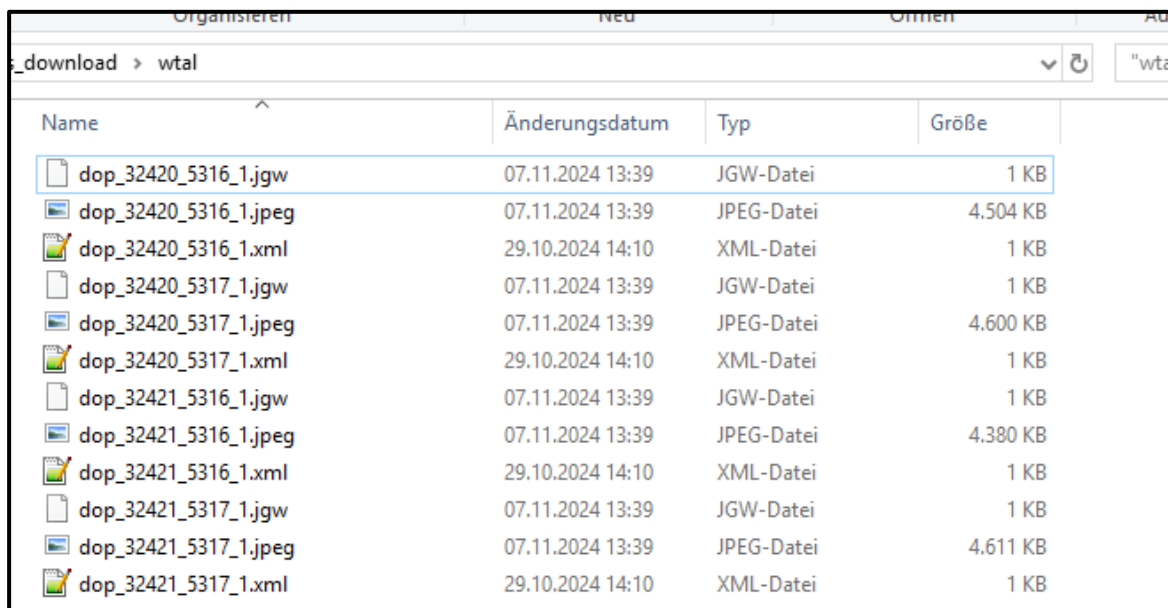 Organisieren Neu Öffnen
s_download > wtal "wta
Name Änderungsdatum Typ Größe
dop_32420_5316_1.jgw 07.11.2024 13:39 JGW-Datei 1 KB
dop_32420_5316_1.jpeg 07.11.2024 13:39 JPEG-Datei 4.504 KB
dop_32420_5316_1.xml 29.10.2024 14:10 XML-Datei 1 KB
dop_32420_5317_1.jgw 07.11.2024 13:39 JGW-Datei 1 KB
dop_32420_5317_1.jpeg 07.11.2024 13:39 JPEG-Datei 4.600 KB
dop_32420_5317_1.xml 29.10.2024 14:10 XML-Datei 1 KB
dop_32421_5316_1.jgw 07.11.2024 13:39 JGW-Datei 1 KB
dop_32421_5316_1.jpeg 07.11.2024 13:39 JPEG-Datei 4.380 KB
dop_32421_5316_1.xml 29.10.2024 14:10 XML-Datei 1 KB
dop_32421_5317_1.jgw 07.11.2024 13:39 JGW-Datei 1 KB
dop_32421_5317_1.jpeg 07.11.2024 13:39 JPEG-Datei 4.611 KB
dop_32421_5317_1.xml 29.10.2024 14:10 XML-Datei 1 KB